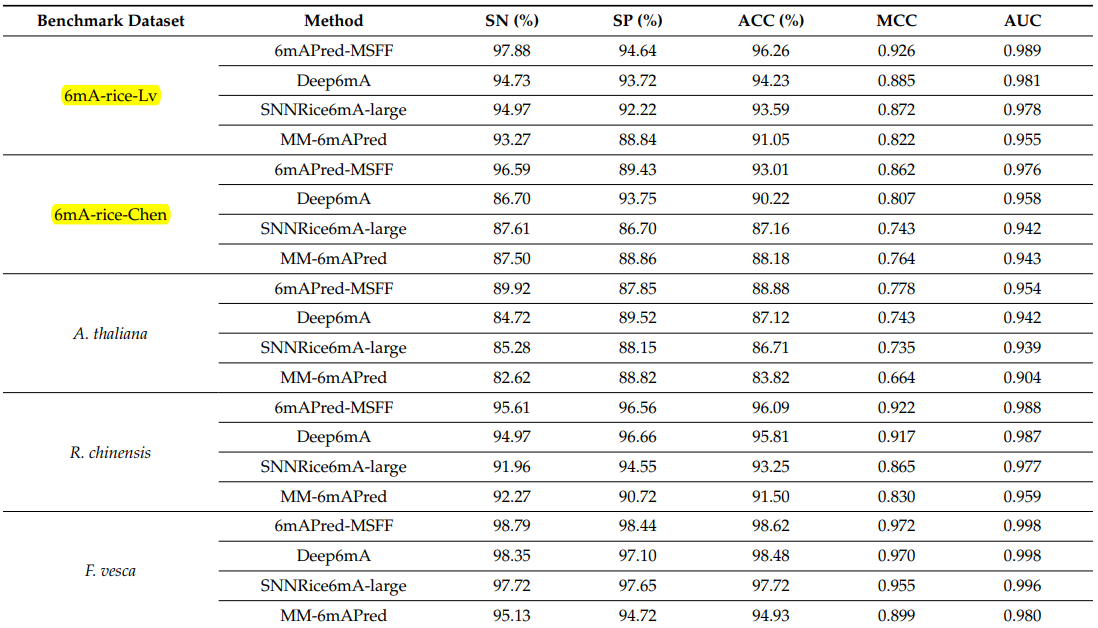 Benchmark Dataset Method SN (%) SP (%) ACC (%) MCC AUC
6mA-rice-Lv
6mAPred-MSFF 97.88 94.64 96.26 0.926 0.989
Deep6mA 94.73 93.72 94.23 0.885 0.981
SNNRice6mA-large 94.97 92.22 93.59 0.872 0.978
MM-6mAPred 93.27 88.84 91.05 0.822 0.955
6mA-rice-Chen
6mAPred-MSFF 96.59 89.43 93.01 0.862 0.976
Deep6mA 86.70 93.75 90.22 0.807 0.958
SNNRice6mA-large 87.61 86.70 87.16 0.743 0.942
MM-6mAPred 87.50 88.86 88.18 0.764 0.943
A. thaliana
6mAPred-MSFF 89.92 87.85 88.88 0.778 0.954
Deep6mA 84.72 89.52 87.12 0.743 0.942
SNNRice6mA-large 85.28 88.15 86.71 0.735 0.939
MM-6mAPred 82.62 88.82 83.82 0.664 0.904
R. chinensis
6mAPred-MSFF 95.61 96.56 96.09 0.922 0.988
Deep6mA 94.97 96.66 95.81 0.917 0.987
SNNRice6mA-large 91.96 94.55 93.25 0.865 0.977
MM-6mAPred 92.27 90.72 91.50 0.830 0.959
F. vesca
6mAPred-MSFF 98.79 98.44 98.62 0.972 0.998
Deep6mA 98.35 97.10 98.48 0.970 0.998
SNNRice6mA-large 97.72 97.65 97.72 0.955 0.996
MM-6mAPred 95.13 94.72 94.93 0.899 0.980